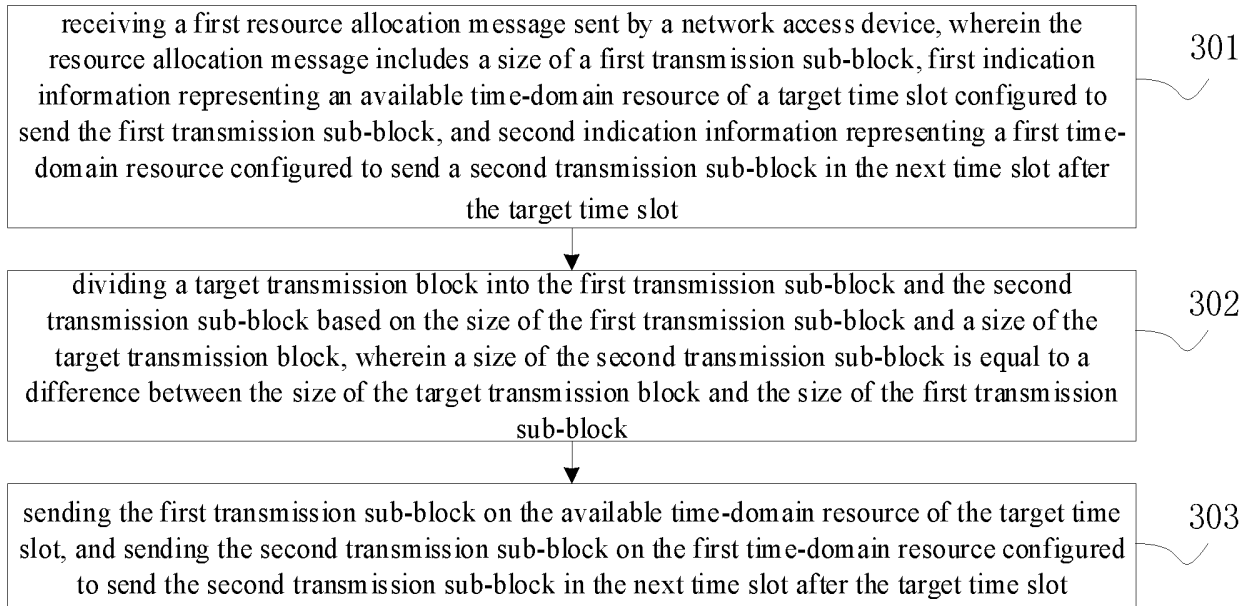 receiving a first resource allocation message sent by a network access device, wherein the
resource allocation message includes a size of a first transmission sub-block, first indication
information representing an available time-domain resource of a target time slot configured to
send the first transmission sub-block, and second indication information representing a first time-
domain resource configured to send a second transmission sub-block in the next time slot after
the target time slot
301
dividing a target transmission block into the first transmission sub-block and the second
transmission sub-block based on the size of the first transmission sub-block and a size of the
target transmission block, wherein a size of the second transmission sub-block is equal to a
difference between the size of the target transmission block and the size of the first transmission
sub-block
302
sending the first transmission sub-block on the available time-domain resource of the target time
slot, and sending the second transmission sub-block on the first time-domain resource configured
to send the second transmission sub-block in the next time slot after the target time slot
303